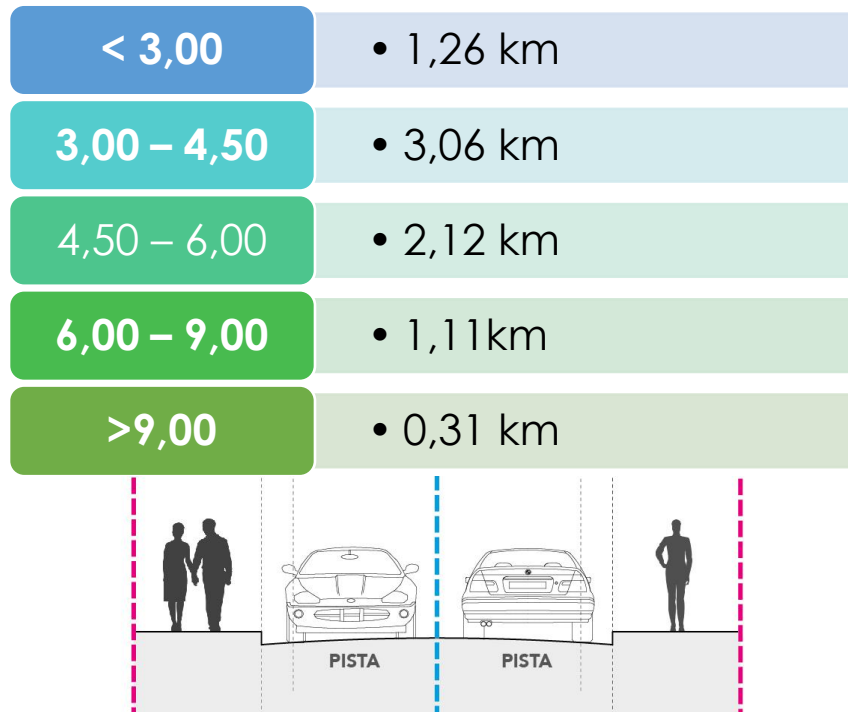 < 3,00
• 1,26 km
3,00 – 4,50
• 3,06 km
4,50 – 6,00
• 2,12 km
6,00 – 9,00
• 1,11km
>9,00
• 0,31 km
PISTA
PISTA